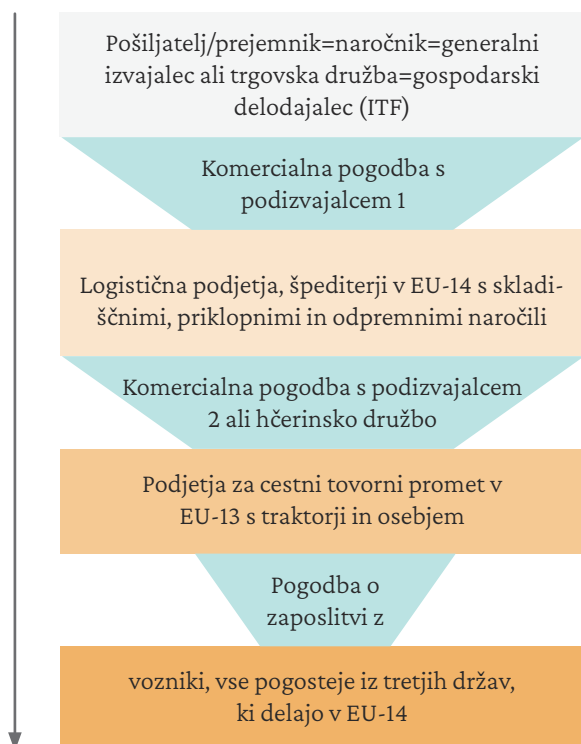 Pošiljatelj/prejemnik=naročnik=generalni
izvajalec ali trgovska družba=gospodarski
delodajalec (ITF)
Komercialna pogodba s
podizvajalcem 1
Logistična podjetja, špediterji v EU-14 s skladi-
ščnimi, priklopnimi in odpremnimi naročili
Komercialna pogodba s podizvajalcem
2 ali hčerinsko družbo
Podjetja za cestni tovorni promet v
EU-13 s traktorji in osebjem
Pogodba o
zaposlitvi z
vozniki, vse pogosteje iz tretjih držav,
ki delajo v EU-14